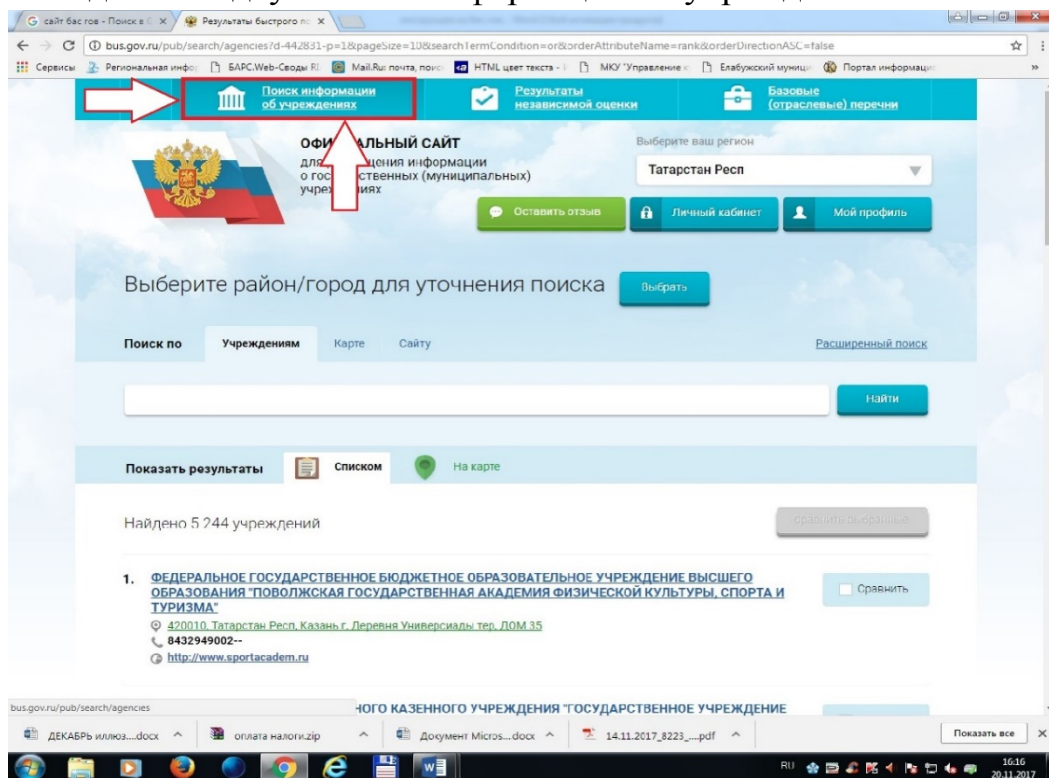 сайт бас гов - Поиск в G
Результаты быстрого по
bus.gov.ru/pub/search/agencies?d-442831-p=1&pageSize=10&searchTermCondition=or&orderAttributeName=rank&orderDirectionASC=false
Сервисы
Региональная инфо
БАРС.Web-Своды
Mail.Ru: почта, поис
HTML цвет текста -
МКУ "Управление
Елабужский муници
Портал информаци
Поиск информации
об учреждениях
Результаты
независимой оценки
Базовые
(отраслевые) перечни
САЙТ
информации
(муниципальных)
Выберите ваш регион
Татарстан Респ
Оставить отзыв
Личный кабинет
Мой профиль
Выберите район/город для уточнения поиска
Выбрать
Поиск по
Учреждениям
Карте
Сайту
Расширенный поиск
Найти
Показать результаты
Списком
На карте
Найдено 5 244 учреждений
Сравнить выбранные
1. ФЕДЕРАЛЬНОЕ ГОСУДАРСТВЕННОЕ БЮДЖЕТНОЕ ОБРАЗОВАТЕЛЬНОЕ УЧРЕЖДЕНИЕ ВЫСШЕГО
ОБРАЗОВАНИЯ "ПОВОЛЖСКАЯ ГОСУДАРСТВЕННАЯ АКАДЕМИЯ ФИЗИЧЕСКОЙ КУЛЬТУРЫ, СПОРТА И
ТУРИЗМА"
Сравнить
420010, Татарстан Респ, Казань г, Деревня Универсиады тер, ДОМ 35
8432949002--
http://www.sportacadem.ru
bus.gov.ru/pub/search/agencies
НОГО КАЗЕННОГО УЧРЕЖДЕНИЯ "ГОСУДАРСТВЕННОЕ УЧРЕЖДЕНИЕ
ДЕКАБРЬ иллюз....docx
оплата налоги.zip
Документ Micros....docx
14.11.2017_8223_....pdf
Показать все
RU
16:16
20.11.2017